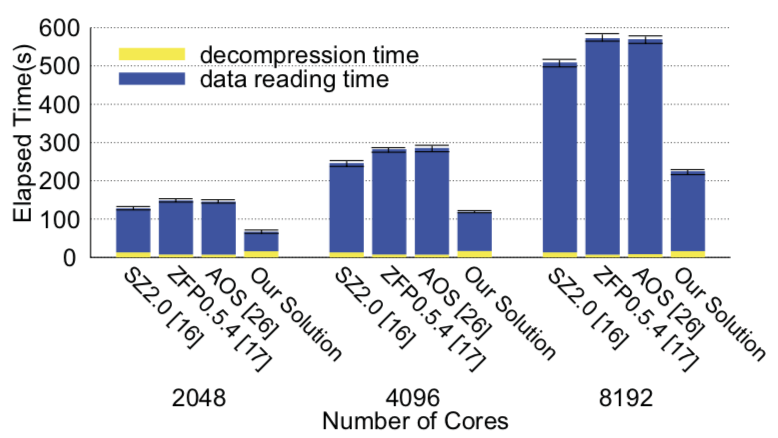 600
500
400
300
200
100
0
Elapsed Time(s)
decompression time
data reading time
SZ2.0 [16]
ZFP0.5.4 [17]
AOS [26]
Our Solution
SZ2.0 [16]
ZFP0.5.4 [17]
AOS [26]
Our Solution
SZ2.0 [16]
ZFP0.5.4 [17]
AOS [26]
Our Solution
2048 4096 8192
Number of Cores